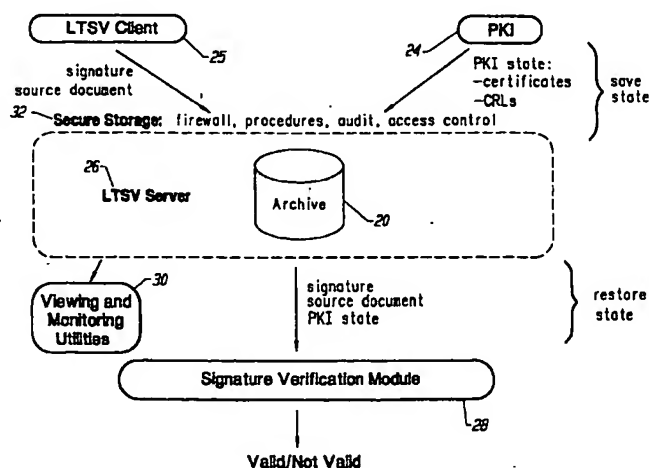 LTSV Client
25
24
PKI
signature
source document
PKI state:
-certificates
-CRLs
save
state
32
Secure Storage: firewall, procedures, audit, access control
26
LTSV Server
Archive
20
30
Viewing and
Monitoring
Utilities
signature
source document
PKI state
restore
state
Signature Verification Module
28
Valid/Not Valid